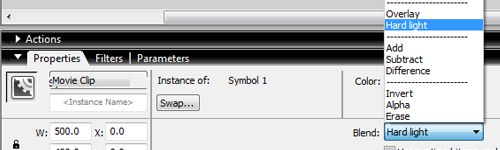 Overlay
Hard light
Add
Subtract
Difference
Invert
Alpha
Erase
Actions
Properties Filters Parameters
Movie Clip Instance of: Symbol 1 Color:
<Instance Name> Swap...
W: 500.0 X: 0.0 Blend: Hard light